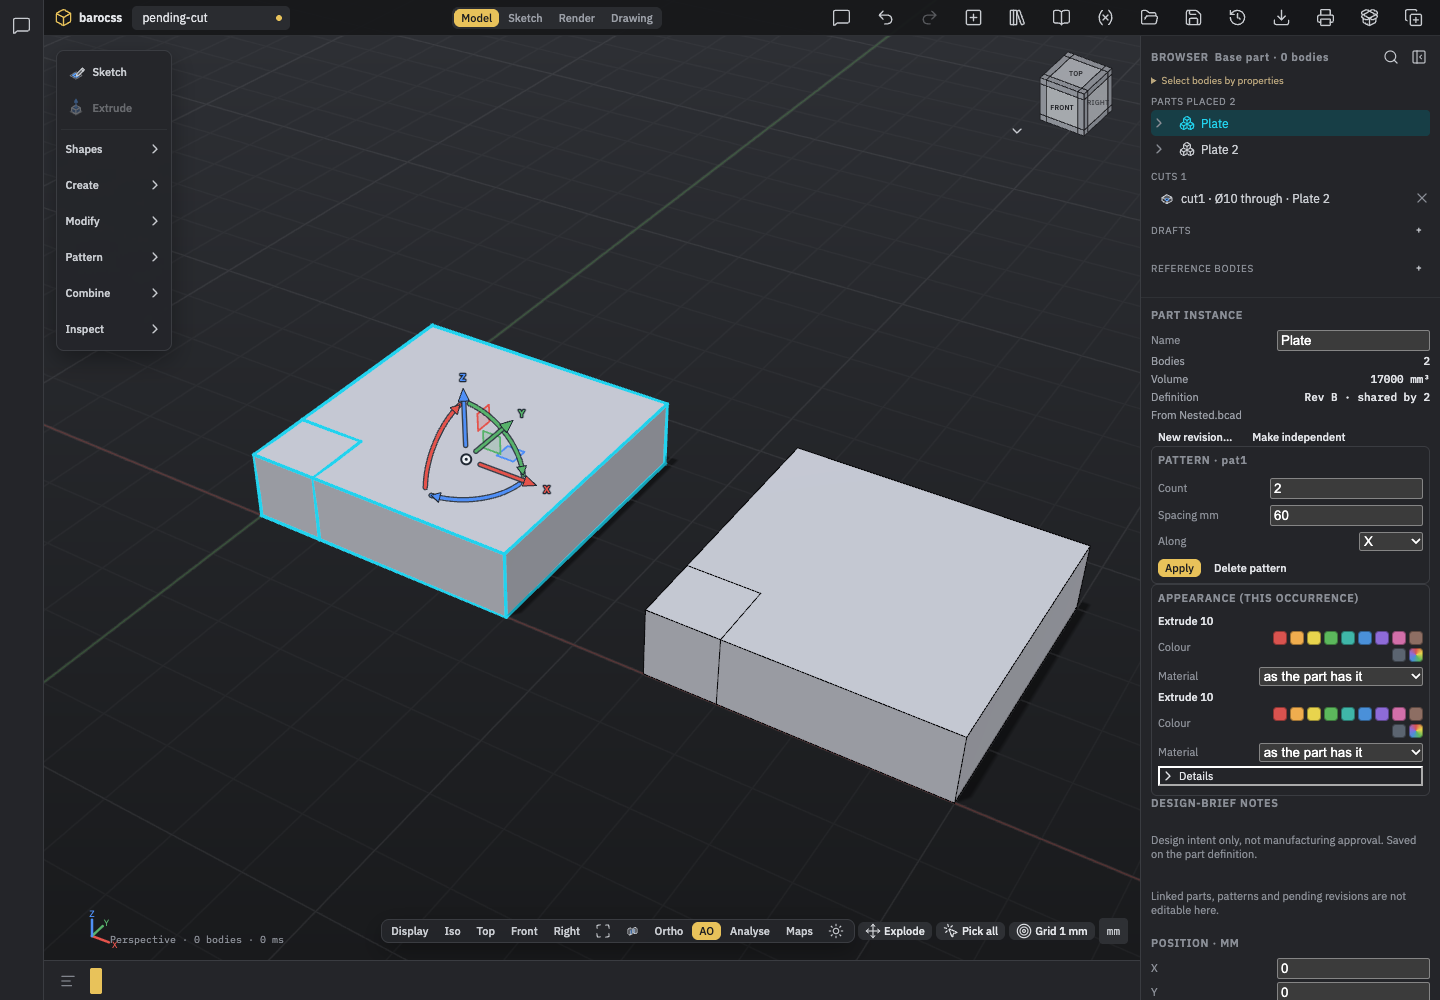 barocss
pending-cut
Model Sketch Render Drawing
Sketch
Extrude
Shapes
Create
Modify
Pattern
Combine
Inspect
TOP
FRONT
RIGHT
Z
Y
X
BROWSER Base part · 0 bodies
Select bodies by properties
PARTS PLACED 2
Plate
Plate 2
CUTS 1
cut1 · Ø10 through · Plate 2
DRAFTS +
REFERENCE BODIES +
PART INSTANCE
Name Plate
Bodies 2
Volume 17000 mm³
Definition Rev B · shared by 2
From Nested.bcad
New revision... Make independent
PATTERN · pat1
Count 2
Spacing mm 60
Along X
Apply Delete pattern
APPEARANCE (THIS OCCURRENCE)
Extrude 10
Colour
Material as the part has it
Extrude 10
Colour
Material as the part has it
Details
DESIGN-BRIEF NOTES
Design intent only, not manufacturing approval. Saved
on the part definition.
Linked parts, patterns and pending revisions are not
editable here.
POSITION · MM
X 0
Y 0
Z
Y
X
Perspective · 0 bodies · 0 ms
Display Iso Top Front Right Ortho AO Analyse Maps Explode Pick all Grid 1 mm mm